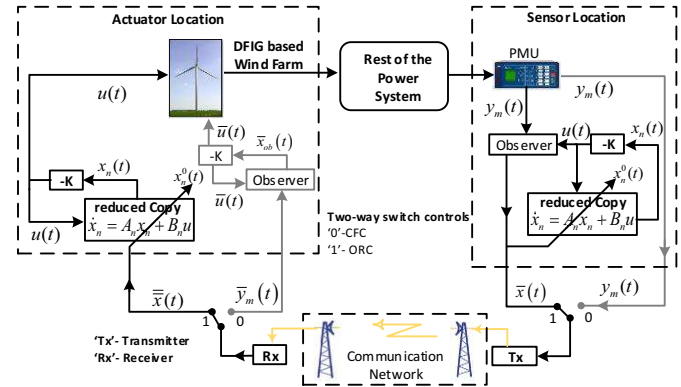 Actuator Location
Sensor Location
DFIG based
Wind Farm
Rest of the
Power
System
PMU
u(t)
y_m(t)
y_m(t)
u̅(t)
x̅_ob(t)
-K
Observer
u̅(t)
-K
x_n(t)
x_n^0(t)
reduced Copy
ẋ_n = A_n x_n + B_n u
u(t)
Observer
u(t)
-K
x_n(t)
x_n^0(t)
reduced Copy
ẋ_n = A_n x_n + B_n u
Two-way switch controls
‘0’-CFC
‘1’- ORC
x̿(t)
y̅_m(t)
1
0
x̅(t)
y_m(t)
1
0
‘Tx’- Transmitter
‘Rx’- Receiver
Rx
Communication
Network
Tx